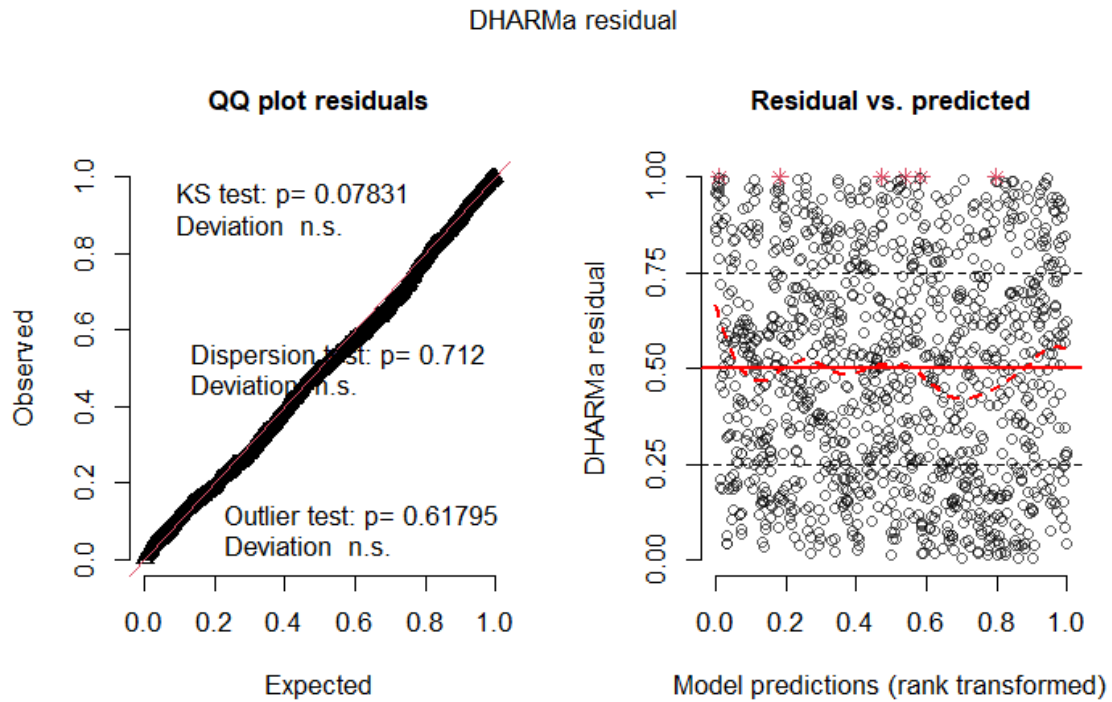 DHARMa residual
QQ plot residuals
KS test: p= 0.07831
Deviation n.s.
Dispersion test: p= 0.712
Deviation n.s.
Outlier test: p= 0.61795
Deviation n.s.
Observed
0.0 0.2 0.4 0.6 0.8 1.0
0.0 0.2 0.4 0.6 0.8 1.0
Expected
Residual vs. predicted
DHARMa residual
0.00 0.25 0.50 0.75 1.00
0.0 0.2 0.4 0.6 0.8 1.0
Model predictions (rank transformed)